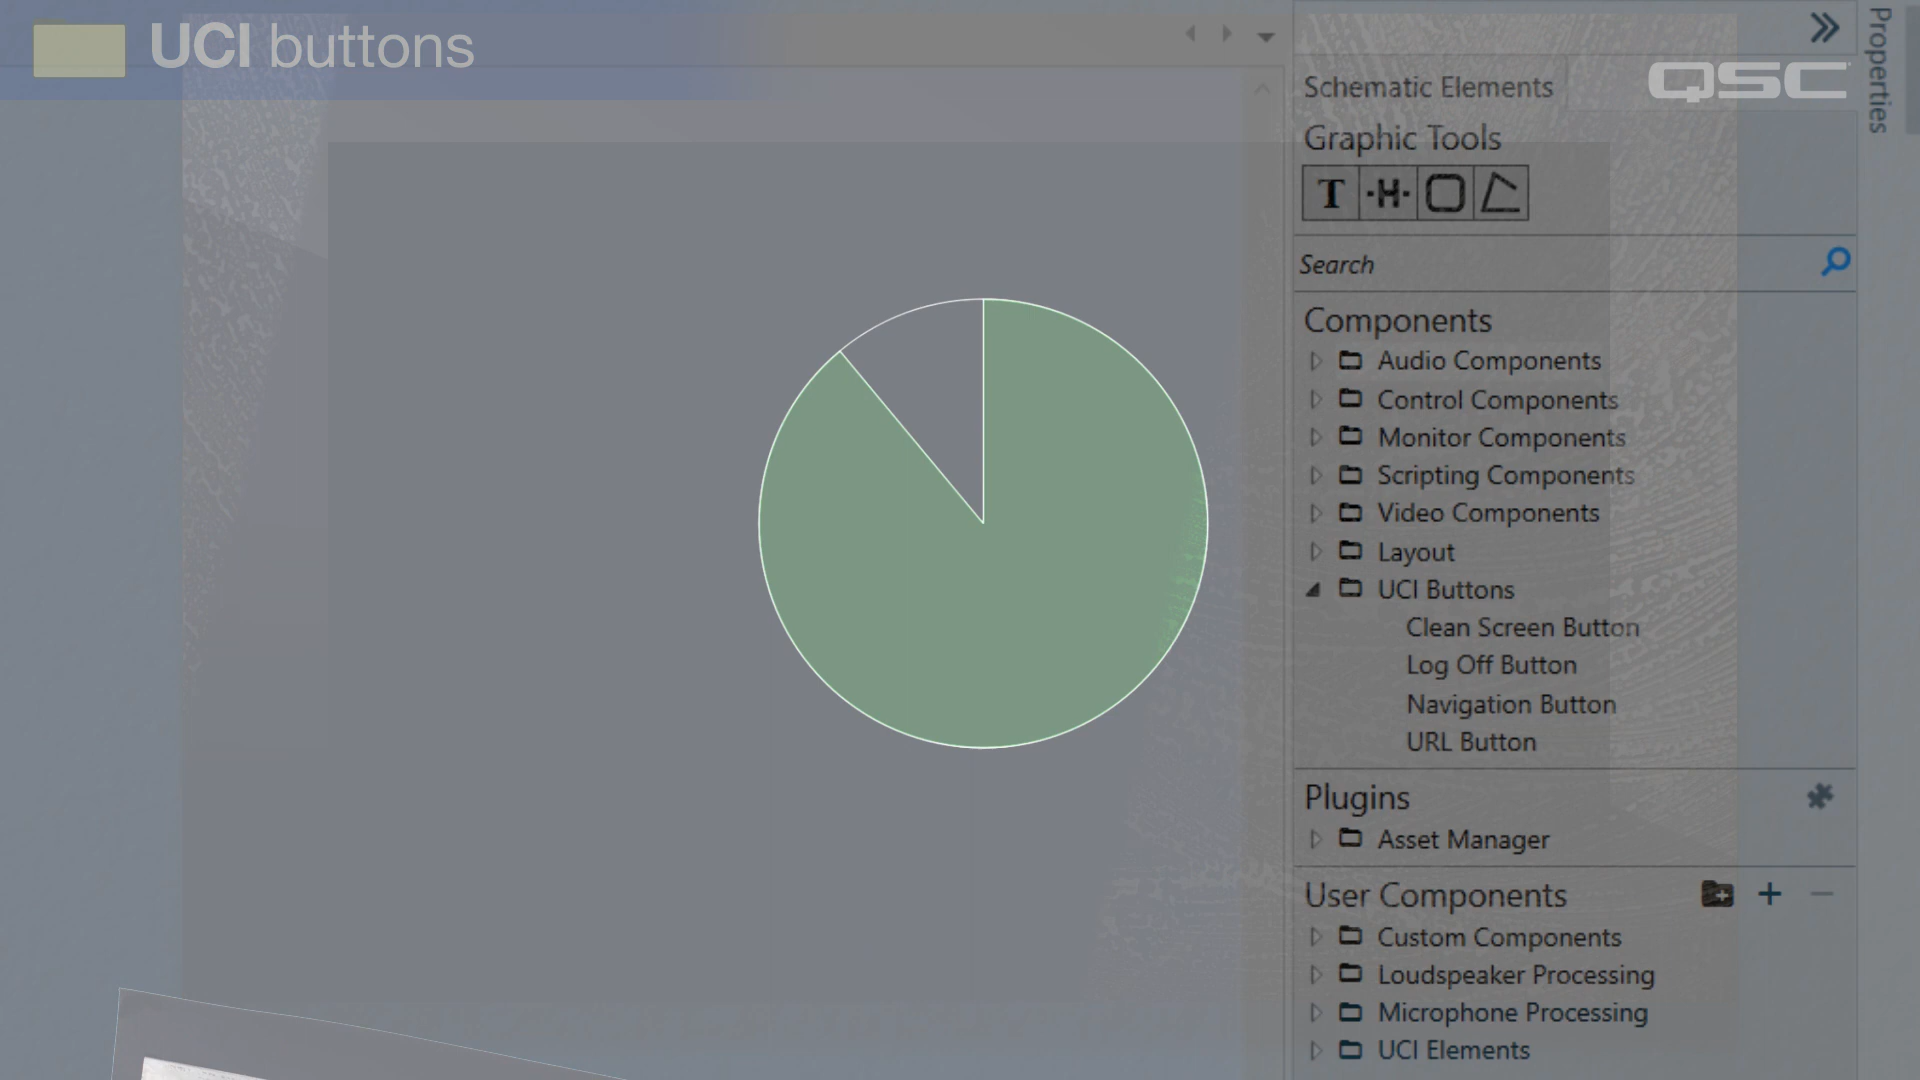 UCI buttons
Properties
QSC
Schematic Elements
Graphic Tools
T H
Search
Components
Audio Components
Control Components
Monitor Components
Scripting Components
Video Components
Layout
UCI Buttons
Clean Screen Button
Log Off Button
Navigation Button
URL Button
Plugins
Asset Manager
User Components
Custom Components
Loudspeaker Processing
Microphone Processing
UCI Elements